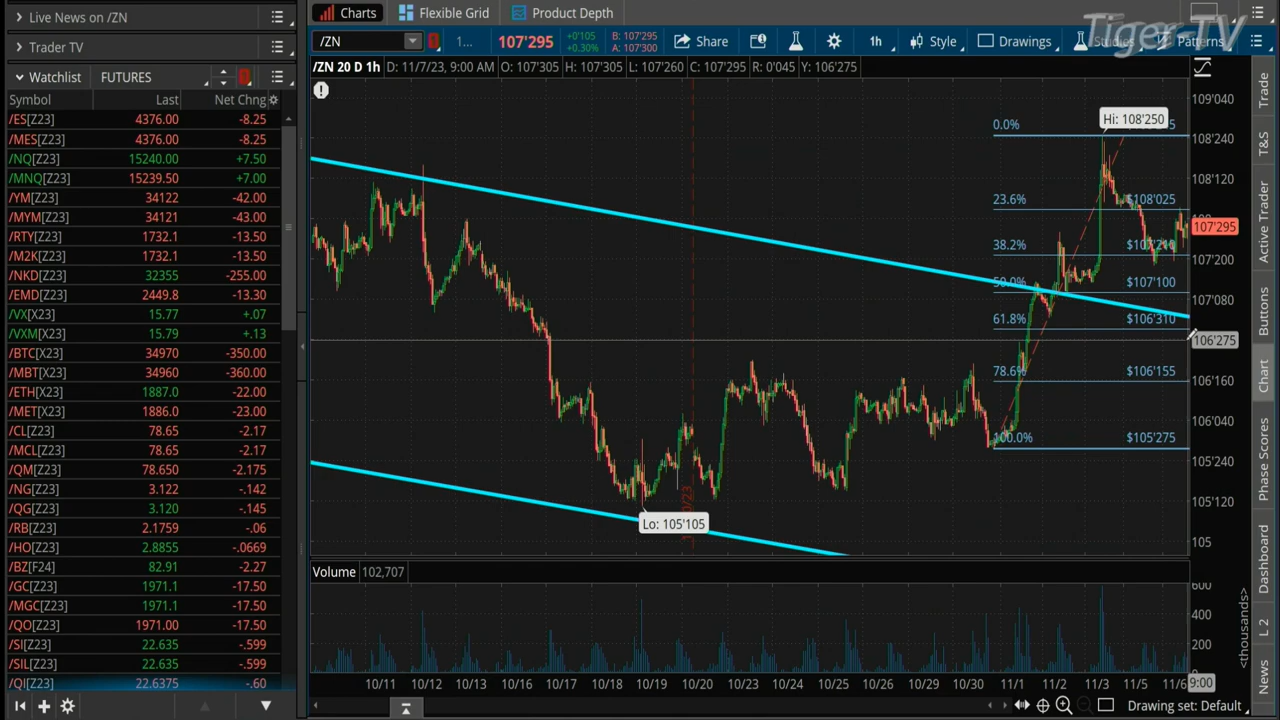 Live News on /ZN
Trader TV
Watchlist FUTURES
Symbol Last Net Chng
/ES[Z23] 4376.00 -8.25
/MES[Z23] 4376.00 -8.25
/NQ[Z23] 15240.00 +7.50
/MNQ[Z23] 15239.50 +7.00
/YM[Z23] 34122 -42.00
/MYM[Z23] 34121 -43.00
/RTY[Z23] 1732.1 -13.50
/M2K[Z23] 1732.1 -13.50
/NKD[Z23] 32355 -255.00
/EMD[Z23] 2449.8 -13.30
/VX[X23] 15.77 +.07
/VXM[X23] 15.79 +.13
/BTC[X23] 34970 -350.00
/MBT[X23] 34960 -360.00
/ETH[X23] 1887.0 -22.00
/MET[X23] 1886.0 -23.00
/CL[Z23] 78.65 -2.17
/MCL[Z23] 78.65 -2.17
/QM[Z23] 78.650 -2.175
/NG[Z23] 3.122 -.142
/QG[Z23] 3.120 -.145
/RB[Z23] 2.1759 -.06
/HO[Z23] 2.8855 -.0669
/BZ[F24] 82.91 -2.27
/GC[Z23] 1971.1 -17.50
/MGC[Z23] 1971.1 -17.50
/QO[Z23] 1971.00 -17.50
/SI[Z23] 22.635 -.599
/SIL[Z23] 22.635 -.599
/QI[Z23] 22.6375 -.60
Charts Flexible Grid Product Depth
Tiger-TV
/ZN 1... 107'295 +0'105 +0.30% B: 107'295 A: 107'300 Share 1h Style Drawings Studies Patterns
/ZN 20 D 1h D: 11/7/23, 9:00 AM O: 107'305 H: 107'305 L: 107'260 C: 107'295 R: 0'045 Y: 106'275
Hi: 108'250
0.0%
23.6% $108'025
38.2%
50.0% $107'100
61.8% $106'310
78.6% $106'155
100.0% $105'275
Lo: 105'105
109'040
108'240
108'120
107'295
107'200
107'080
106'275
106'160
106'040
105'240
105'120
105
Volume 102,707
600
400
200
<thousands>
10/11 10/12 10/13 10/16 10/17 10/18 10/19 10/20 10/23 10/24 10/25 10/26 10/27 10/30 11/1 11/2 11/3 11/5 11/6 9:00
Drawing set: Default
Trade
T&S
Active Trader
Buttons
Chart
Phase Scores
Dashboard
L 2
News